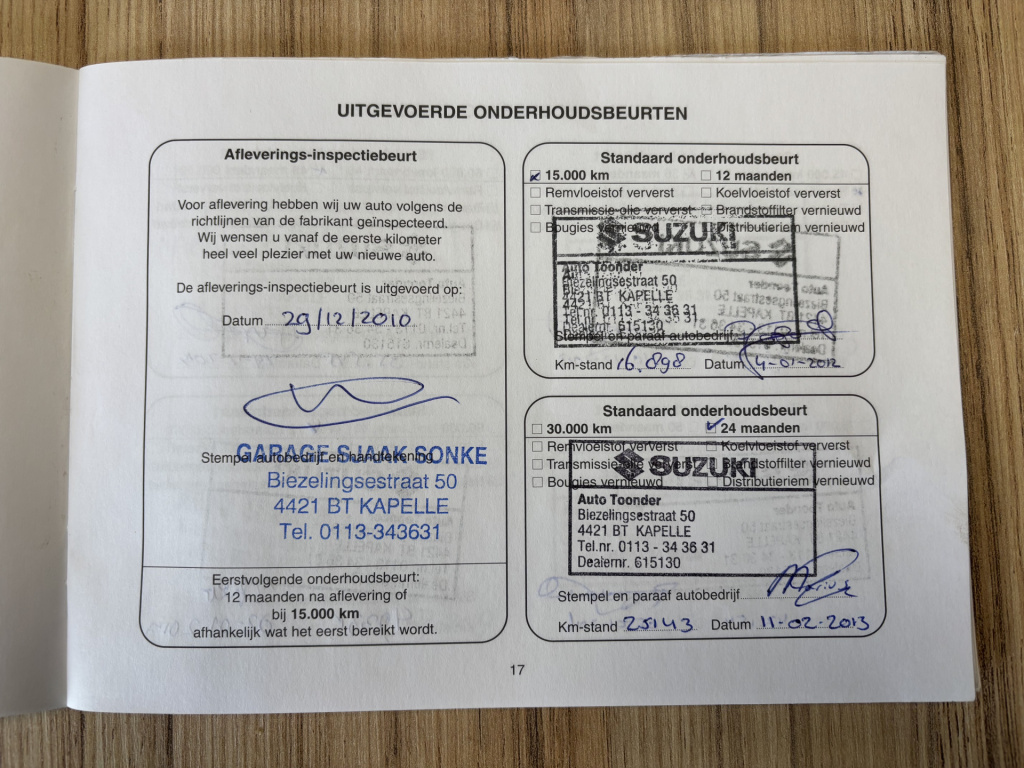 UITGEVOERDE ONDERHOUDSBEURTEN
Afleverings-inspectiebeurt
Voor aflevering hebben wij uw auto volgens de
richtlijnen van de fabrikant geïnspecteerd.
Wij wensen u vanaf de eerste kilometer
heel veel plezier met uw nieuwe auto.
De afleverings-inspectiebeurt is uitgevoerd op:
Datum 29/12/2010
Stempel autobedrijf en handtekening
GARAGE SJAAK SONKE
Biezelingsestraat 50
4421 BT KAPELLE
Tel. 0113-343631
Eerstvolgende onderhoudsbeurt:
12 maanden na aflevering of
bij 15.000 km
afhankelijk wat het eerst bereikt wordt.
Standaard onderhoudsbeurt
15.000 km 12 maanden
Remvloeistof ververst Koelvloeistof ververst
Transmissie-olie ververst Brandstoffilter vernieuwd
Bougies vernieuwd Distributieriem vernieuwd
SUZUKI
Auto Toonder
Biezelingsestraat 50
4421 BT KAPELLE
Tel.nr. 0113 - 34 36 31
Dealernr. 615130
Stempel en paraaf autobedrijf
Km-stand 16.898 Datum 4-01-2012
Standaard onderhoudsbeurt
30.000 km 24 maanden
Remvloeistof ververst Koelvloeistof ververst
Transmissie-olie ververst Brandstoffilter vernieuwd
Bougies vernieuwd Distributieriem vernieuwd
SUZUKI
Auto Toonder
Biezelingsestraat 50
4421 BT KAPELLE
Tel.nr. 0113 - 34 36 31
Dealernr. 615130
Stempel en paraaf autobedrijf
Km-stand 25143 Datum 11-02-2013
17